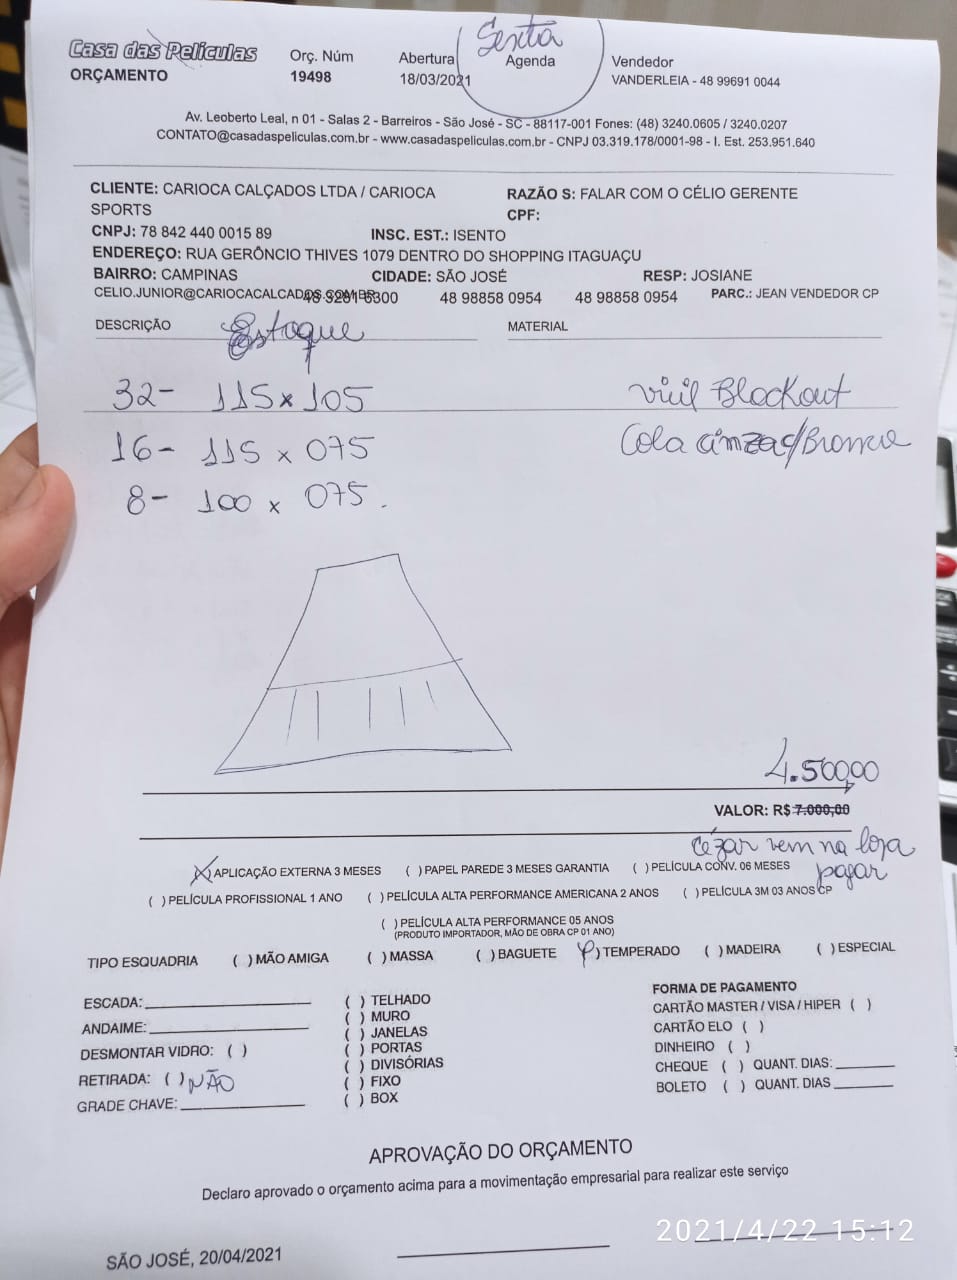 Sexta
Casa das Películas Orç. Núm Abertura Agenda Vendedor
ORÇAMENTO 19498 18/03/2021 VANDERLEIA - 48 99691 0044
Av. Leoberto Leal, n 01 - Salas 2 - Barreiros - São José - SC - 88117-001 Fones: (48) 3240.0605 / 3240.0207
CONTATO@casadaspeliculas.com.br - www.casadaspeliculas.com.br - CNPJ 03.319.178/0001-98 - I. Est. 253.951.640
CLIENTE: CARIOCA CALÇADOS LTDA / CARIOCA SPORTS RAZÃO S: FALAR COM O CÉLIO GERENTE
CPF:
CNPJ: 78 842 440 0015 89 INSC. EST.: ISENTO
ENDEREÇO: RUA GERÔNCIO THIVES 1079 DENTRO DO SHOPPING ITAGUAÇU
BAIRRO: CAMPINAS CIDADE: SÃO JOSÉ RESP: JOSIANE
CELIO.JUNIOR@CARIOCACALCADOS.COM.BR 48 3281 6300 48 98858 0954 48 98858 0954 PARC.: JEAN VENDEDOR CP
DESCRIÇÃO Estoque MATERIAL
32- 115 x 105 Blockout
16- 115 x 075 Cola cinza
8- 100 x 075.
4.500,00
VALOR: R$ 7.000,00
Cézar vem na loja
pagar
(X) APLICAÇÃO EXTERNA 3 MESES ( ) PAPEL PAREDE 3 MESES GARANTIA ( ) PELÍCULA CONV. 06 MESES
( ) PELÍCULA PROFISSIONAL 1 ANO ( ) PELÍCULA ALTA PERFORMANCE AMERICANA 2 ANOS ( ) PELÍCULA 3M 03 ANOS CP
( ) PELÍCULA ALTA PERFORMANCE 05 ANOS
(PRODUTO IMPORTADOR, MÃO DE OBRA CP 01 ANO)
TIPO ESQUADRIA ( ) MÃO AMIGA ( ) MASSA ( ) BAGUETE ( ) TEMPERADO ( ) MADEIRA ( ) ESPECIAL
ESCADA:
ANDAIME:
DESMONTAR VIDRO: ( )
RETIRADA: ( ) NÃO
GRADE CHAVE:
( ) TELHADO
( ) MURO
( ) JANELAS
( ) PORTAS
( ) DIVISÓRIAS
( ) FIXO
( ) BOX
FORMA DE PAGAMENTO
CARTÃO MASTER / VISA / HIPER ( )
CARTÃO ELO ( )
DINHEIRO ( )
CHEQUE ( ) QUANT. DIAS:
BOLETO ( ) QUANT. DIAS
APROVAÇÃO DO ORÇAMENTO
Declaro aprovado o orçamento acima para a movimentação empresarial para realizar este serviço
2021/4/22 15:12
SÃO JOSÉ, 20/04/2021